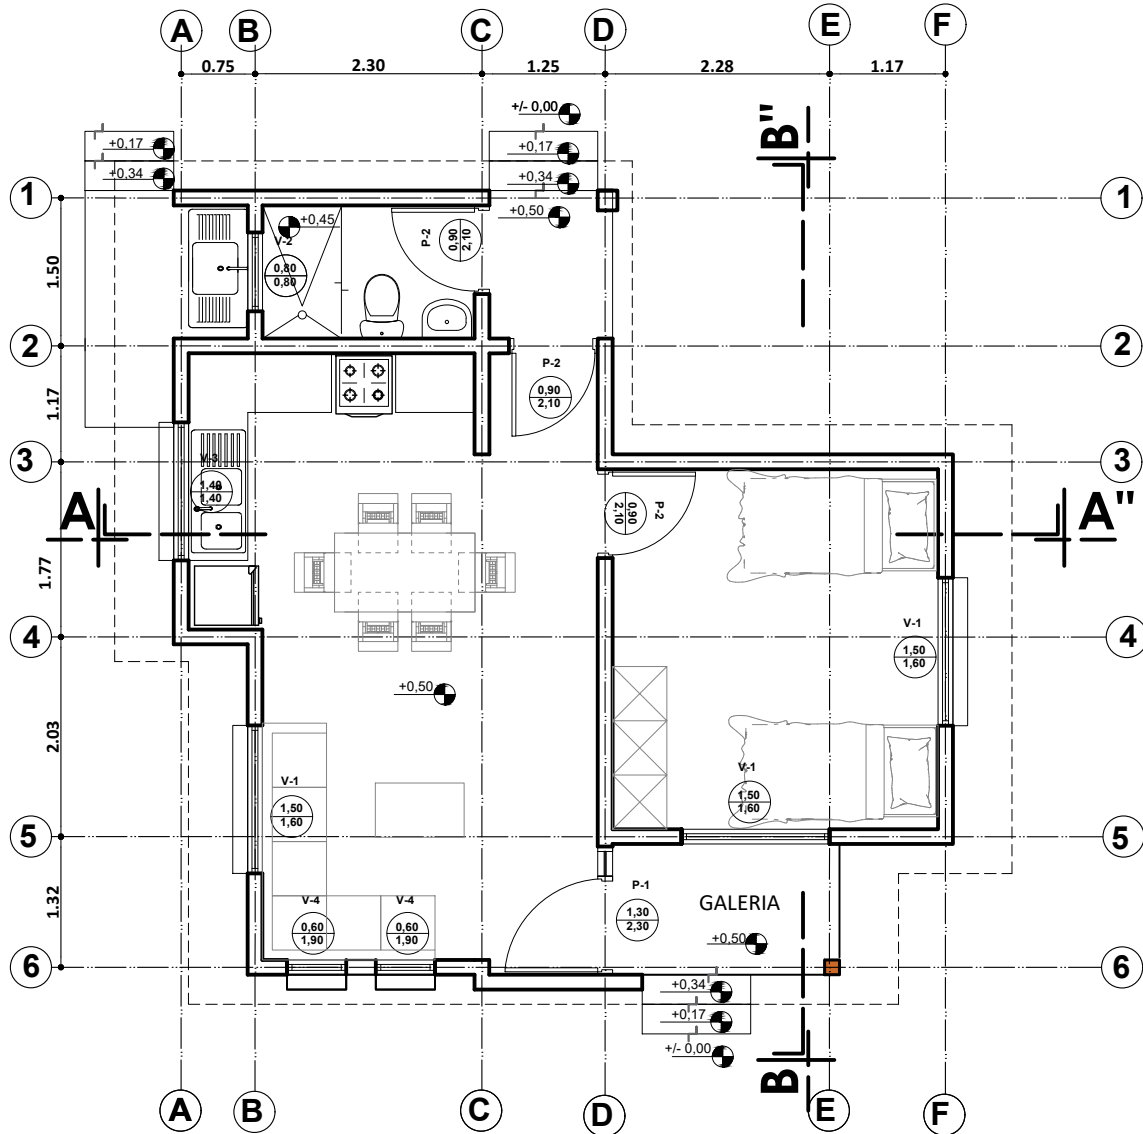 A B C D E F
0.75 2.30 1.25 2.28 1.17
B"
+/- 0,00
+0,17
+0,17
+0,34
+0,34
1
1
+0,50
+0,45
V-2
0,80
0,80
P-2
0,90
2,10
1.50
2
2
P-2
0,90
2,10
1.17
3
3
V-3
1,40
1,40
P-2
0,90
2,10
A
A"
1.77
4
4
V-1
1,50
1,60
+0,50
2.03
V-1
1,50
1,60
V-1
1,50
1,60
5
5
1.32
V-4
0,60
1,90
V-4
0,60
1,90
P-1
1,30
2,30
GALERIA
+0,50
6
6
+0,34
+0,17
+/- 0,00
B
A B C D E F